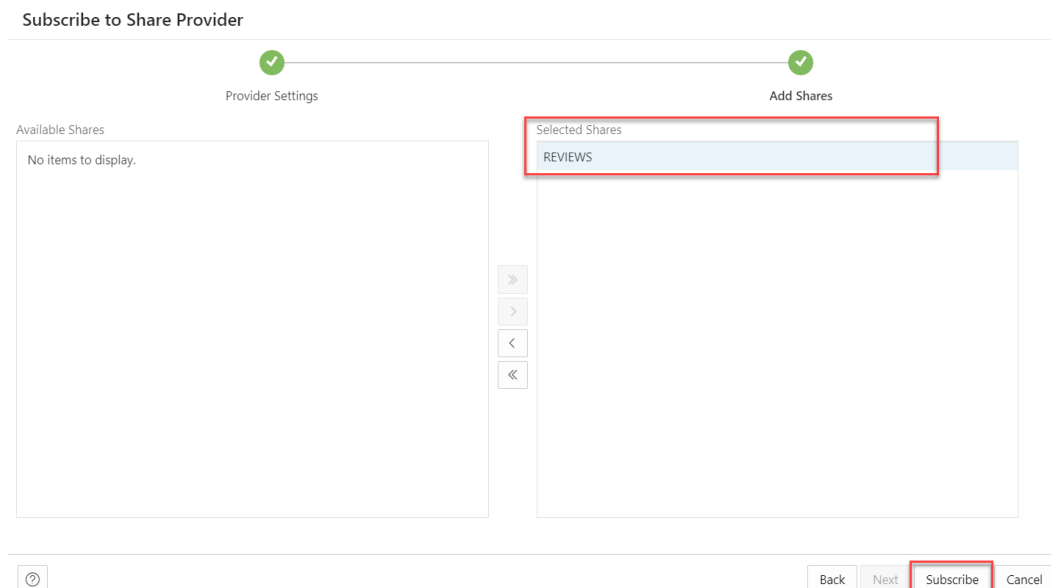 Subscribe to Share Provider
Provider Settings
Add Shares
Available Shares
Selected Shares
No items to display.
REVIEWS
Back
Next
Subscribe
Cancel